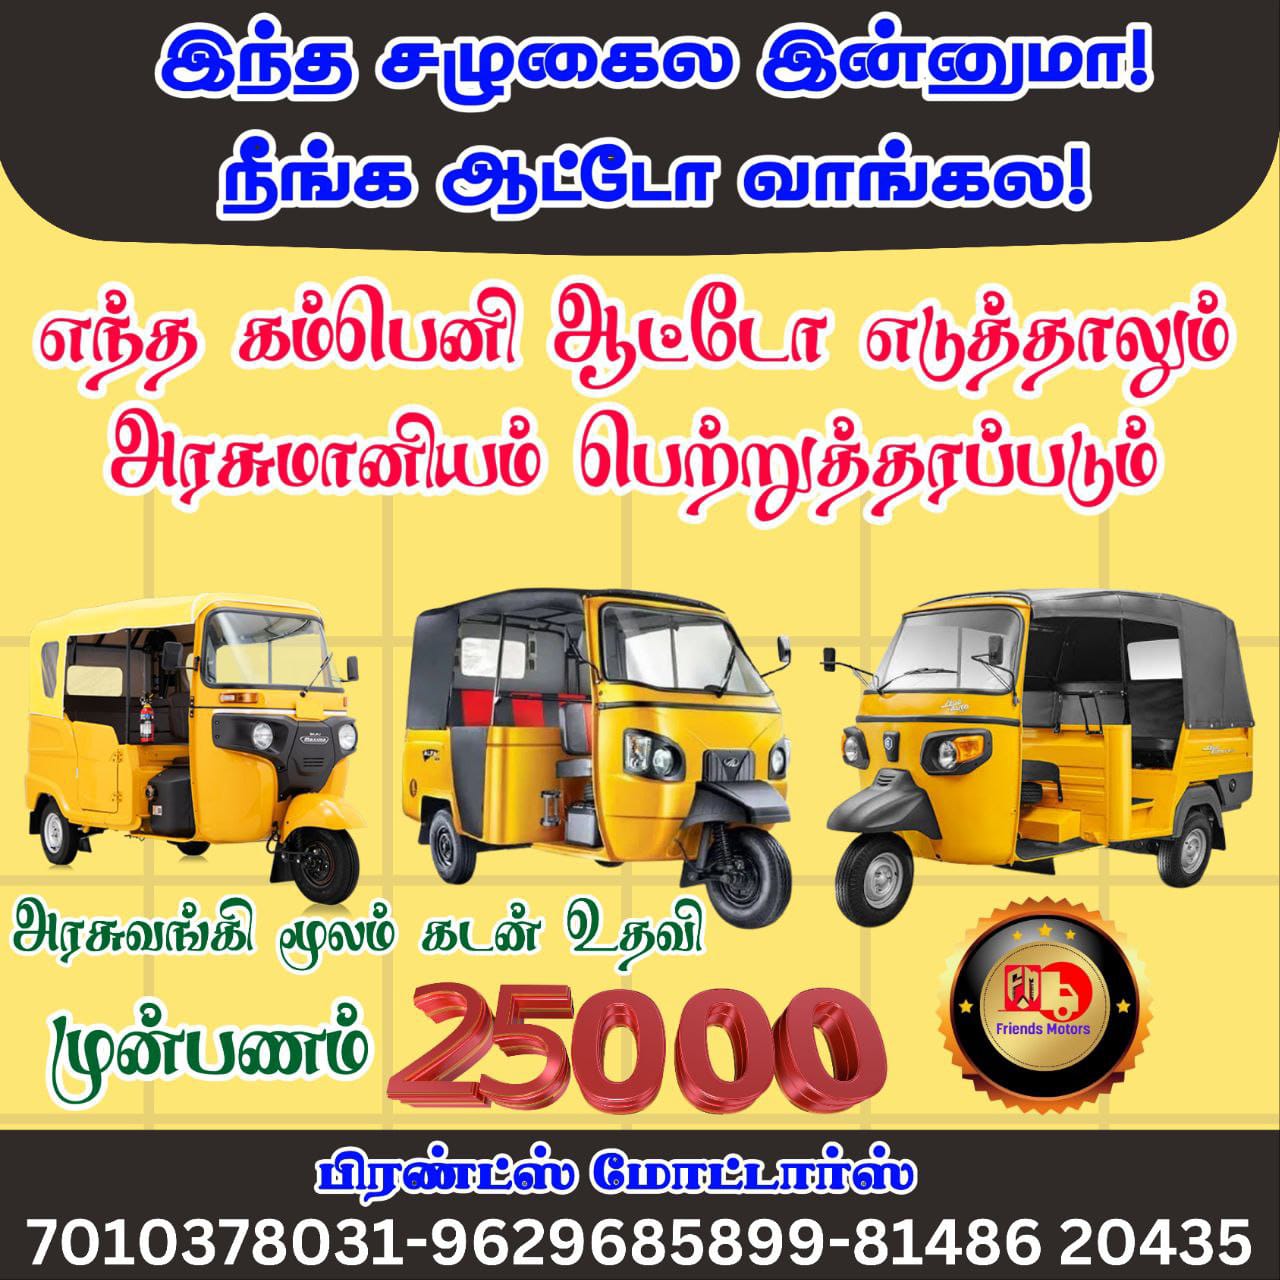 இந்த சழுகைல இன்னுமா!
நீங்க ஆட்டோ வாங்கல!
எந்த கம்பெனி ஆட்டோ எடுத்தாலும்
அரசுமானியம் பெற்றுத்தரப்படும்
அரசுவங்கி மூலம் கடன் உதவி
முன்பணம் 25000
FM
Friends Motors
பிரண்ட்ஸ் மோட்டார்ஸ்
7010378031-9629685899-81486 20435